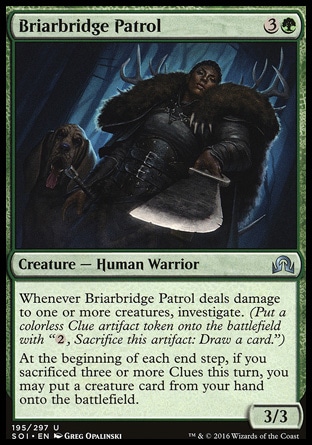 Briarbridge Patrol 3
Creature — Human Warrior
Whenever Briarbridge Patrol deals damage
to one or more creatures, investigate. (Put a
colorless Clue artifact token onto the battlefield
with “2, Sacrifice this artifact: Draw a card.”)
At the beginning of each end step, if you
sacrificed three or more Clues this turn, you
may put a creature card from your hand
onto the battlefield.
3/3
195/297 U
SOI • EN Greg Opalinski ™ & © 2016 Wizards of the Coast